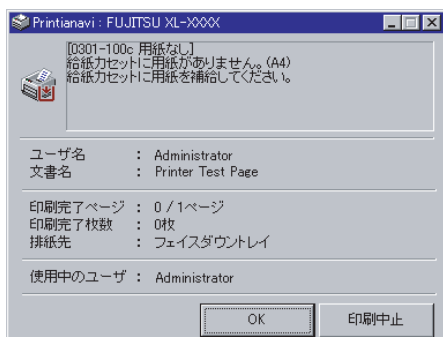 Printianavi : FUJITSU XL-XXXX
[0301-100c 用紙なし]
給紙カセットに用紙がありません。(A4)
給紙カセットに用紙を補給してください。
ユーザ名 : Administrator
文書名 : Printer Test Page
印刷完了ページ : 0 / 1ページ
印刷完了枚数 : 0枚
排紙先 : フェイスダウントレイ
使用中のユーザ : Administrator
OK 印刷中止